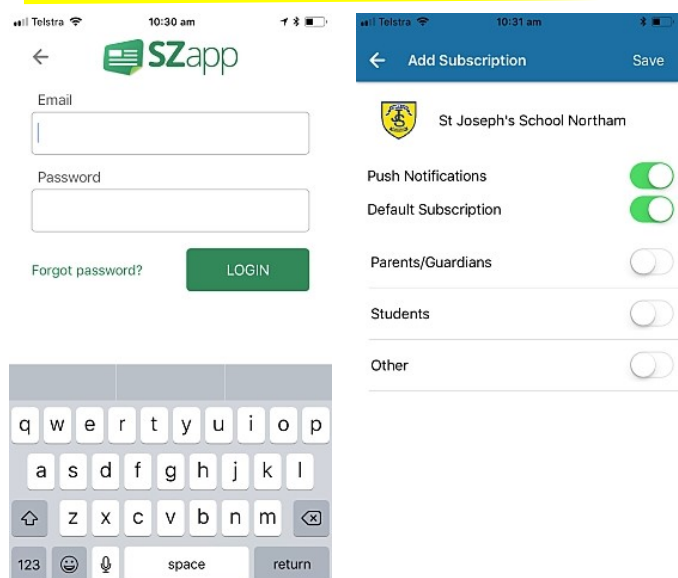 Telstra 10:30 am
SZapp
Email
Password
Forgot password? LOGIN
q w e r t y u i o p
a s d f g h j k l
z x c v b n m
123 space return
Telstra 10:31 am
Add Subscription Save
St Joseph's School Northam
Push Notifications
Default Subscription
Parents/Guardians
Students
Other